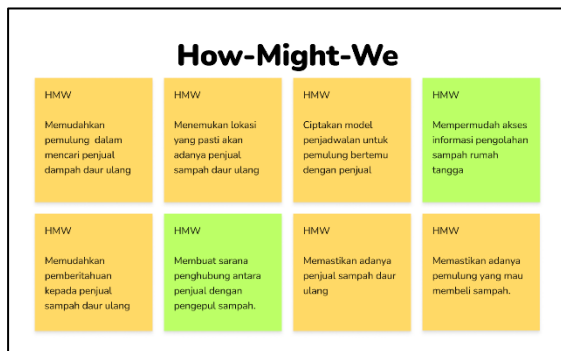 How-Might-We
HMW
Memudahkan
pemulung dalam
mencari penjual
dampah daur ulang
HMW
Menemukan lokasi
yang pasti akan
adanya penjual
sampah daur ulang
HMW
Ciptakan model
penjadwalan untuk
pemulung bertemu
dengan penjual
HMW
Mempermudah akses
informasi pengolahan
sampah rumah
tangga
HMW
Memudahkan
pemberitahuan
kepada penjual
sampah daur ulang
HMW
Membuat sarana
penghubung antara
penjual dengan
pengepul sampah.
HMW
Memastikan adanya
penjual sampah daur
ulang
HMW
Memastikan adanya
pemulung yang mau
membeli sampah.